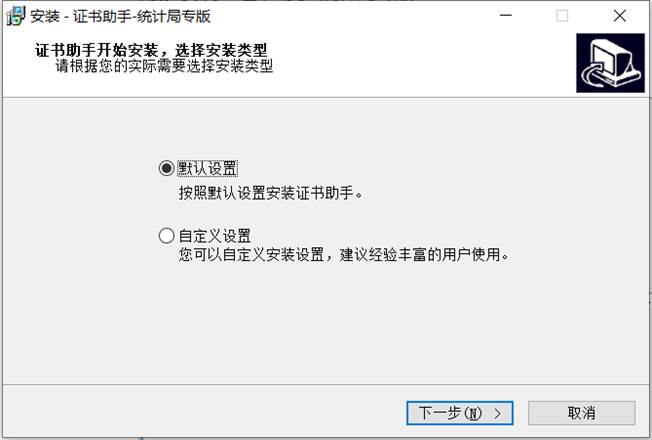 安装 - 证书助手-统计局专版
证书助手开始安装，选择安装类型
请根据您的实际需要选择安装类型
默认设置
按照默认设置安装证书助手。
自定义设置
您可以自定义安装设置，建议经验丰富的用户使用。
下一步(N) >
取消